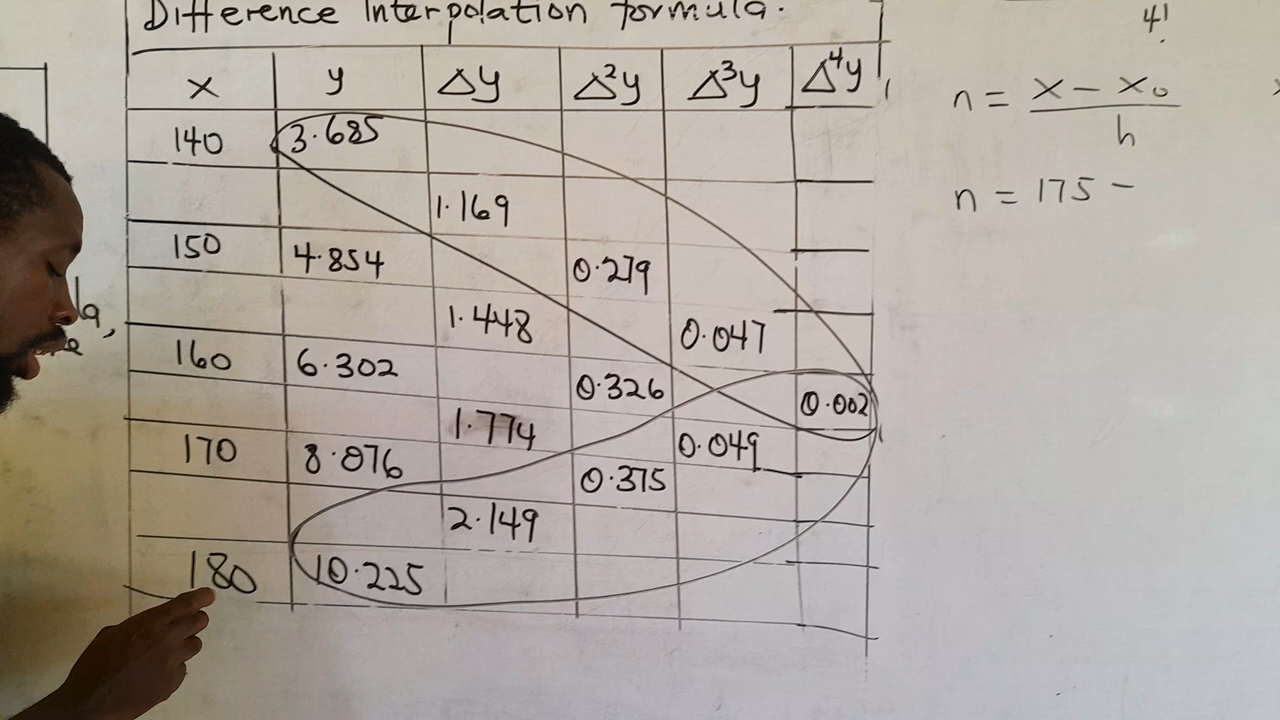 Difference Interpolation formula.
x y Δy Δ²y Δ³y Δ⁴y
140 3.685
1.169
150 4.854 0.279
1.448 0.047
160 6.302 0.326 0.002
1.774 0.049
170 8.076 0.375
2.149
180 10.225
4!
n = x - x₀
h
n = 175 -